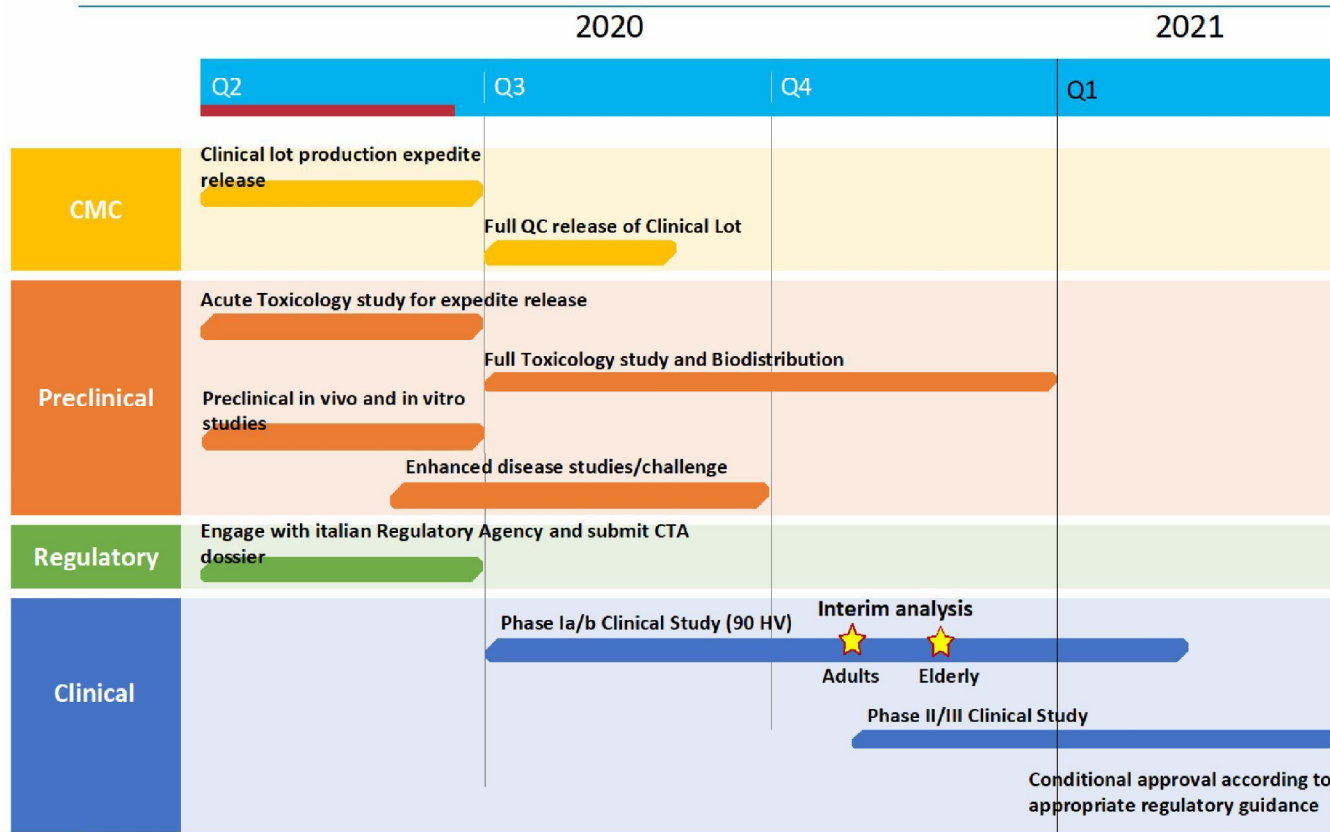 2020
2021
Q2
Q3
Q4
Q1
CMC
Clinical lot production expedite
release
Full QC release of Clinical Lot
Preclinical
Acute Toxicology study for expedite release
Full Toxicology study and Biodistribution
Preclinical in vivo and in vitro
studies
Enhanced disease studies/challenge
Regulatory
Engage with italian Regulatory Agency and submit CTA
dossier
Clinical
Phase Ia/b Clinical Study (90 HV)
Interim analysis
Adults
Elderly
Phase II/III Clinical Study
Conditional approval according to
appropriate regulatory guidance